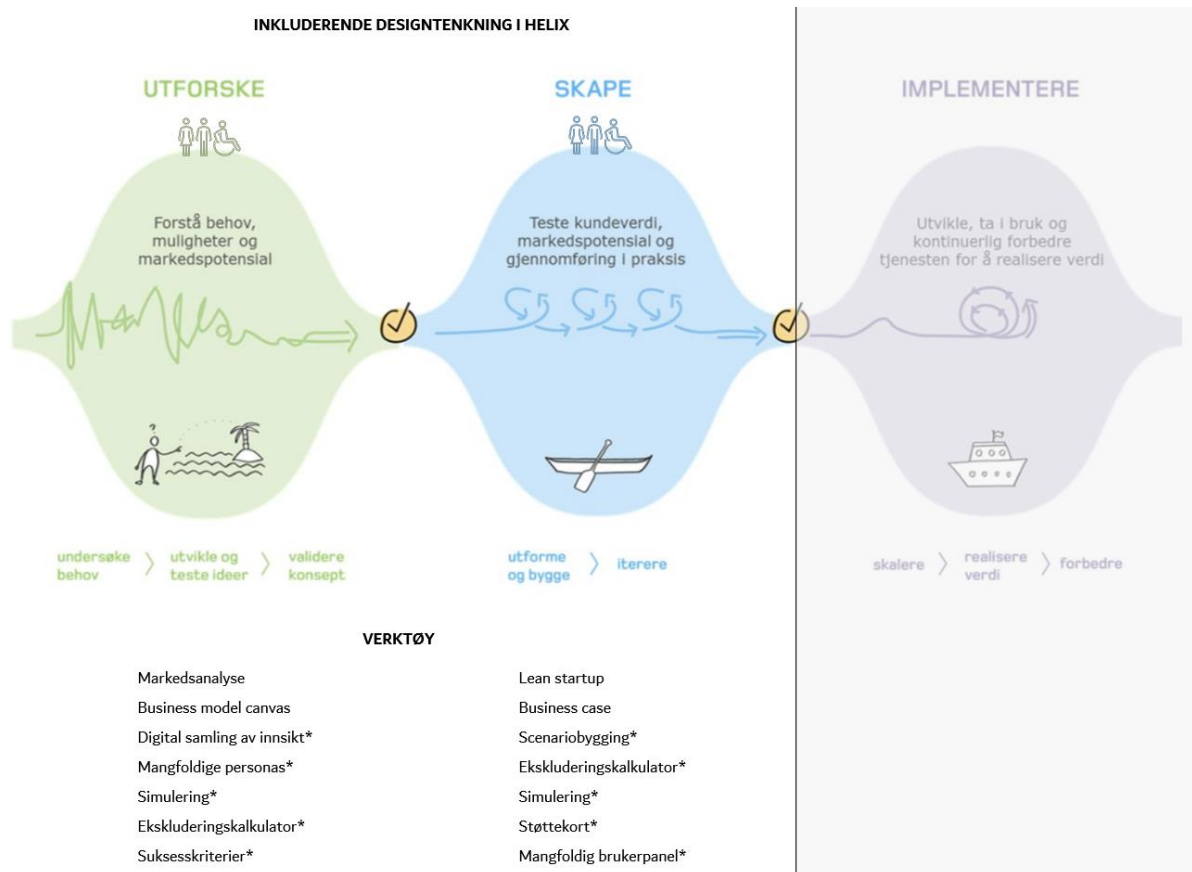 INKLUDERENDE DESIGNTENKNING I HELIX
UTFORSKE
Forstå behov,
muligheter og
markedspotensial
?
undersøke
behov
utvikle og
teste ideer
validere
konsept
SKAPE
Teste kundeverdi,
markedspotensial og
gjennomføring i praksis
utforme
og bygge
iterere
IMPLEMENTERE
Utvikle, ta i bruk og
kontinuerlig forbedre
tjenesten for å realisere verdi
skalere
realisere
verdi
forbedre
VERKTØY
Markedsanalyse
Business model canvas
Digital samling av innsikt*
Mangfoldige personas*
Simulering*
Ekskluderingskalkulator*
Suksesskriterier*
Lean startup
Business case
Scenariobygging*
Ekskluderingskalkulator*
Simulering*
Støttekort*
Mangfoldig brukerpanel*